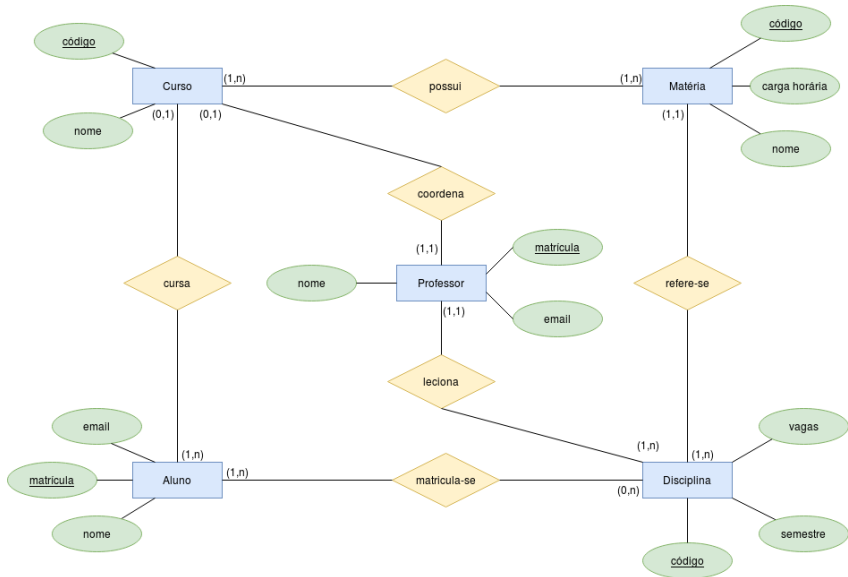 código
código
Curso
(1,n)
possui
(1,n)
Matéria
carga horária
nome
(0,1)
(0,1)
(1,1)
nome
coordena
(1,1)
matrícula
cursa
nome
Professor
refere-se
(1,1)
email
leciona
email
vagas
(1,n)
(1,n)
(1,n)
(1,n)
matrícula
Aluno
matricula-se
Disciplina
(0,n)
nome
semestre
código